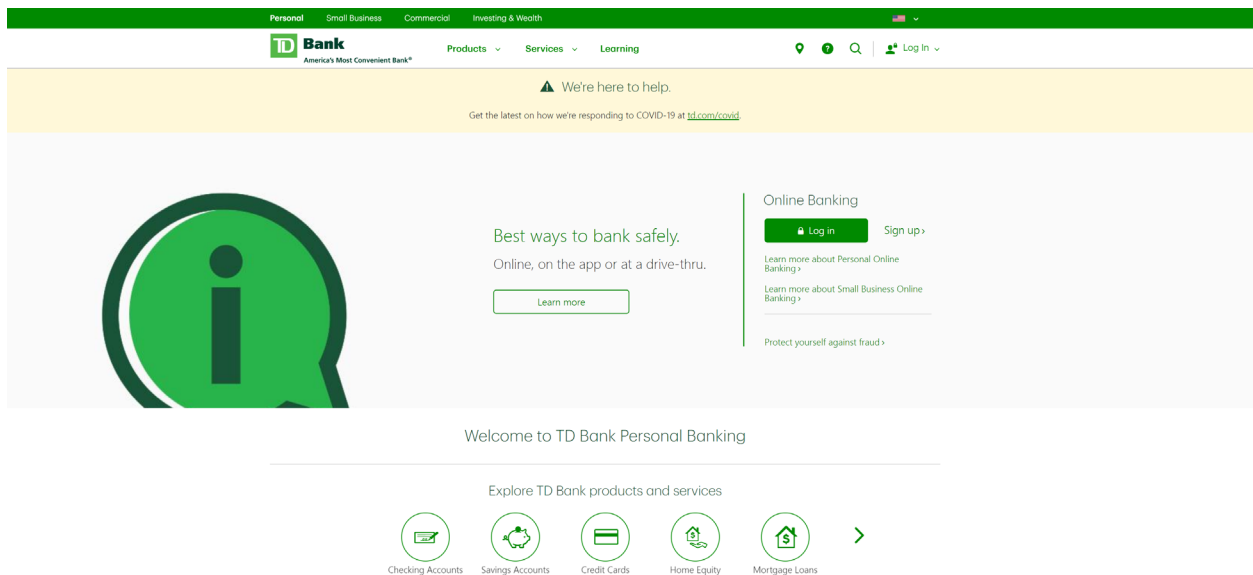 Personal Small Business Commercial Investing & Wealth
TD Bank
America's Most Convenient Bank®
Products Services Learning
? Log In
We're here to help.
Get the latest on how we're responding to COVID-19 at td.com/covid.
Best ways to bank safely.
Online, on the app or at a drive-thru.
Learn more
Online Banking
Log in Sign up ›
Learn more about Personal Online
Banking ›
Learn more about Small Business Online
Banking ›
Protect yourself against fraud ›
Welcome to TD Bank Personal Banking
Explore TD Bank products and services
Checking Accounts Savings Accounts Credit Cards Home Equity Mortgage Loans